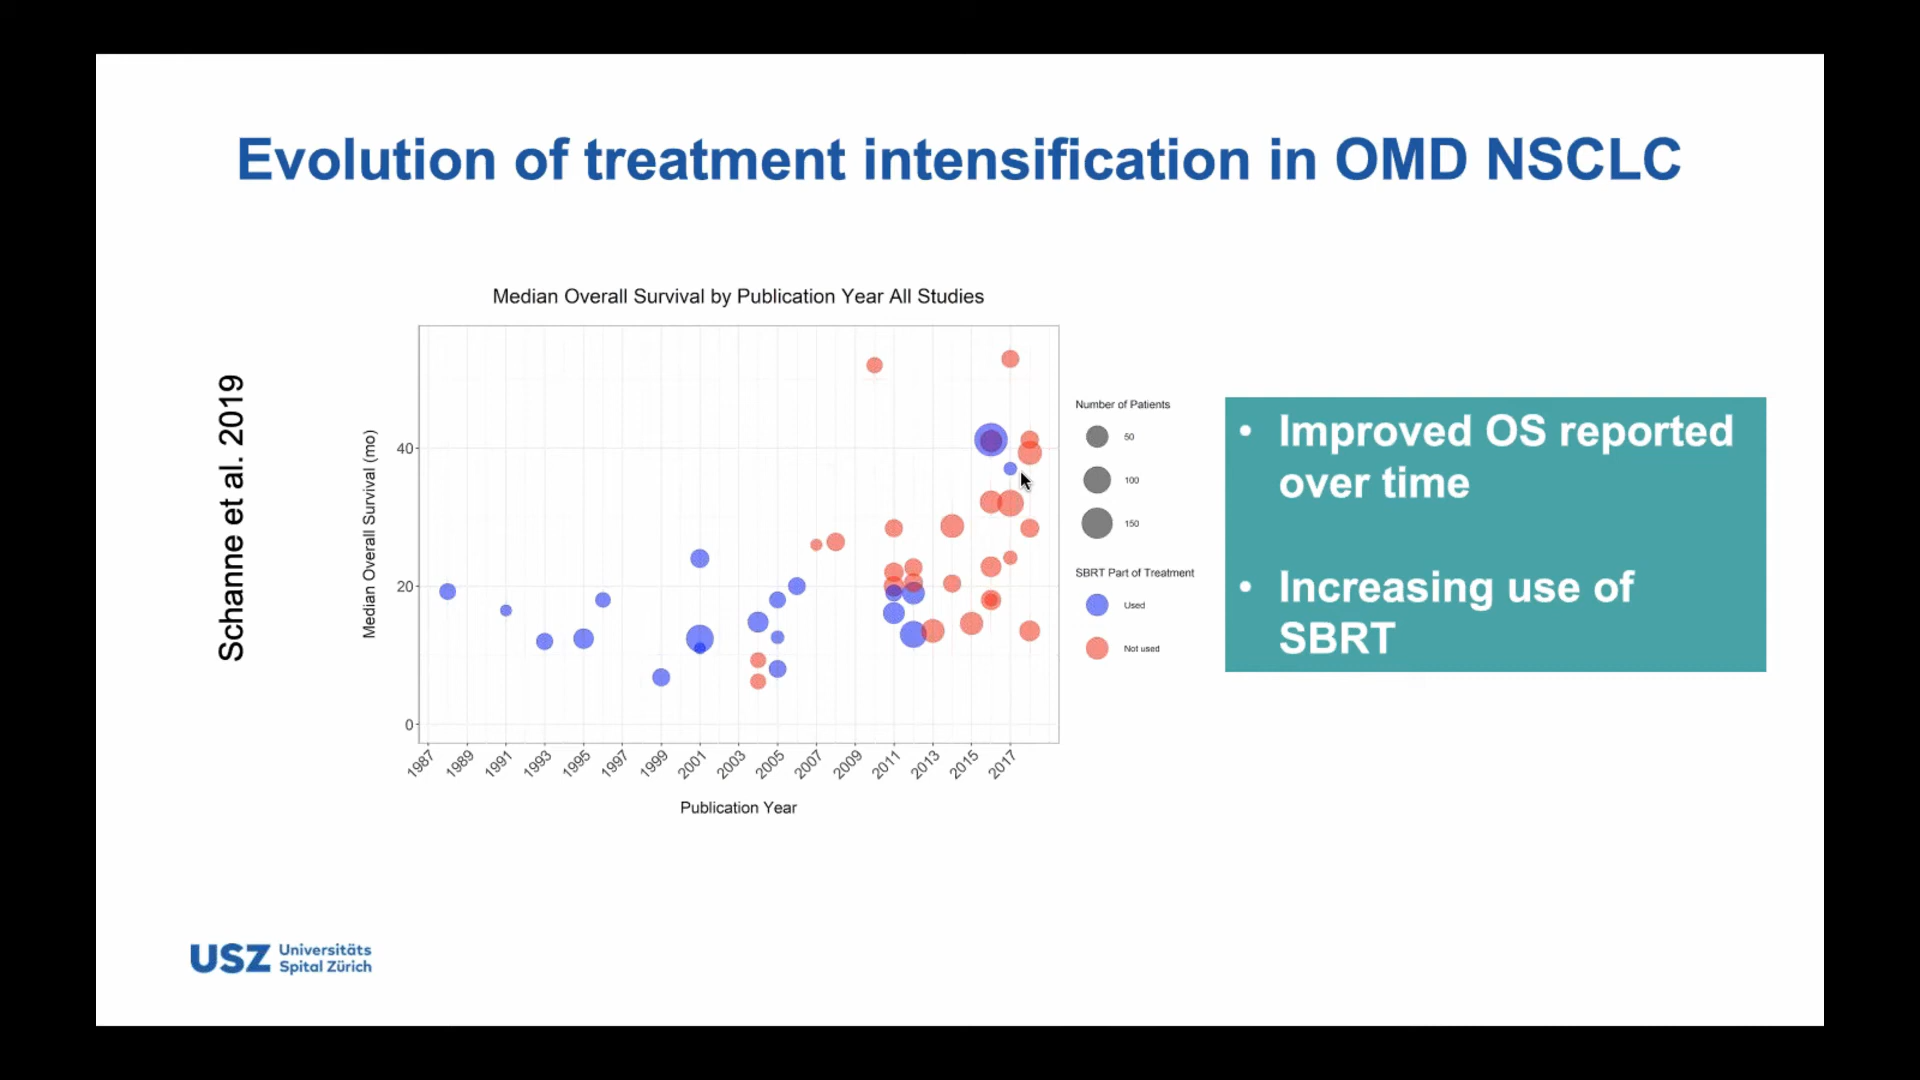 Evolution of treatment intensification in OMD NSCLC
Schanne et al. 2019
Median Overall Survival by Publication Year All Studies
Median Overall Survival (mo)
40
20
0
1987
1989
1991
1993
1995
1997
1999
2001
2003
2005
2007
2009
2011
2013
2015
2017
Publication Year
Number of Patients
50
100
150
SBRT Part of Treatment
Used
Not used
• Improved OS reported
over time
• Increasing use of
SBRT
USZ Universitäts
Spital Zürich